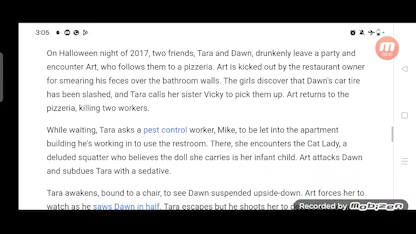 3:05
On Halloween night of 2017, two friends, Tara and Dawn, drunkenly leave a party and
encounter Art, who follows them to a pizzeria. Art is kicked out by the restaurant owner
for smearing his feces over the bathroom walls. The girls discover that Dawn's car tire
has been slashed, and Tara calls her sister Vicky to pick them up. Art returns to the
pizzeria, killing two workers.
While waiting, Tara asks a pest control worker, Mike, to be let into the apartment
building he's working in to use the restroom. There, she encounters the Cat Lady, a
deluded squatter who believes the doll she carries is her infant child. Art attacks Dawn
and subdues Tara with a sedative.
Tara awakens, bound to a chair, to see Dawn suspended upside-down. Art forces her to
watch as he saws Dawn in half. Tara escapes but he shoots her to
Recorded by Mobizen